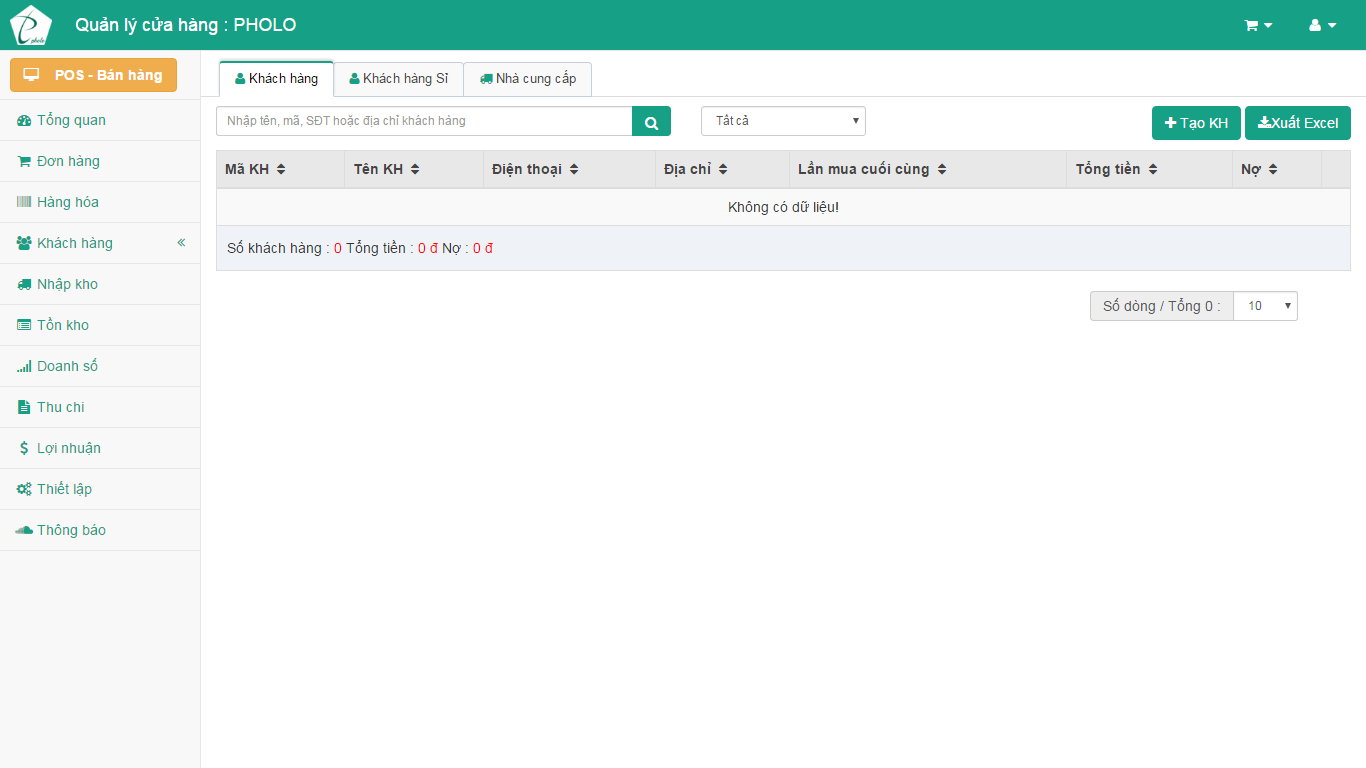 pholo
Quản lý cửa hàng : PHOLO
POS - Bán hàng
Tổng quan
Đơn hàng
Hàng hóa
Khách hàng
Nhập kho
Tồn kho
Doanh số
Thu chi
Lợi nhuận
Thiết lập
Thông báo
Khách hàng Khách hàng Sỉ Nhà cung cấp
Nhập tên, mã, SĐT hoặc địa chỉ khách hàng Tất cả Tạo KH Xuất Excel
Mã KH Tên KH Điện thoại Địa chỉ Lần mua cuối cùng Tổng tiền Nợ
Không có dữ liệu!
Số khách hàng : 0 Tổng tiền : 0 đ Nợ : 0 đ
Số dòng / Tổng 0 : 10